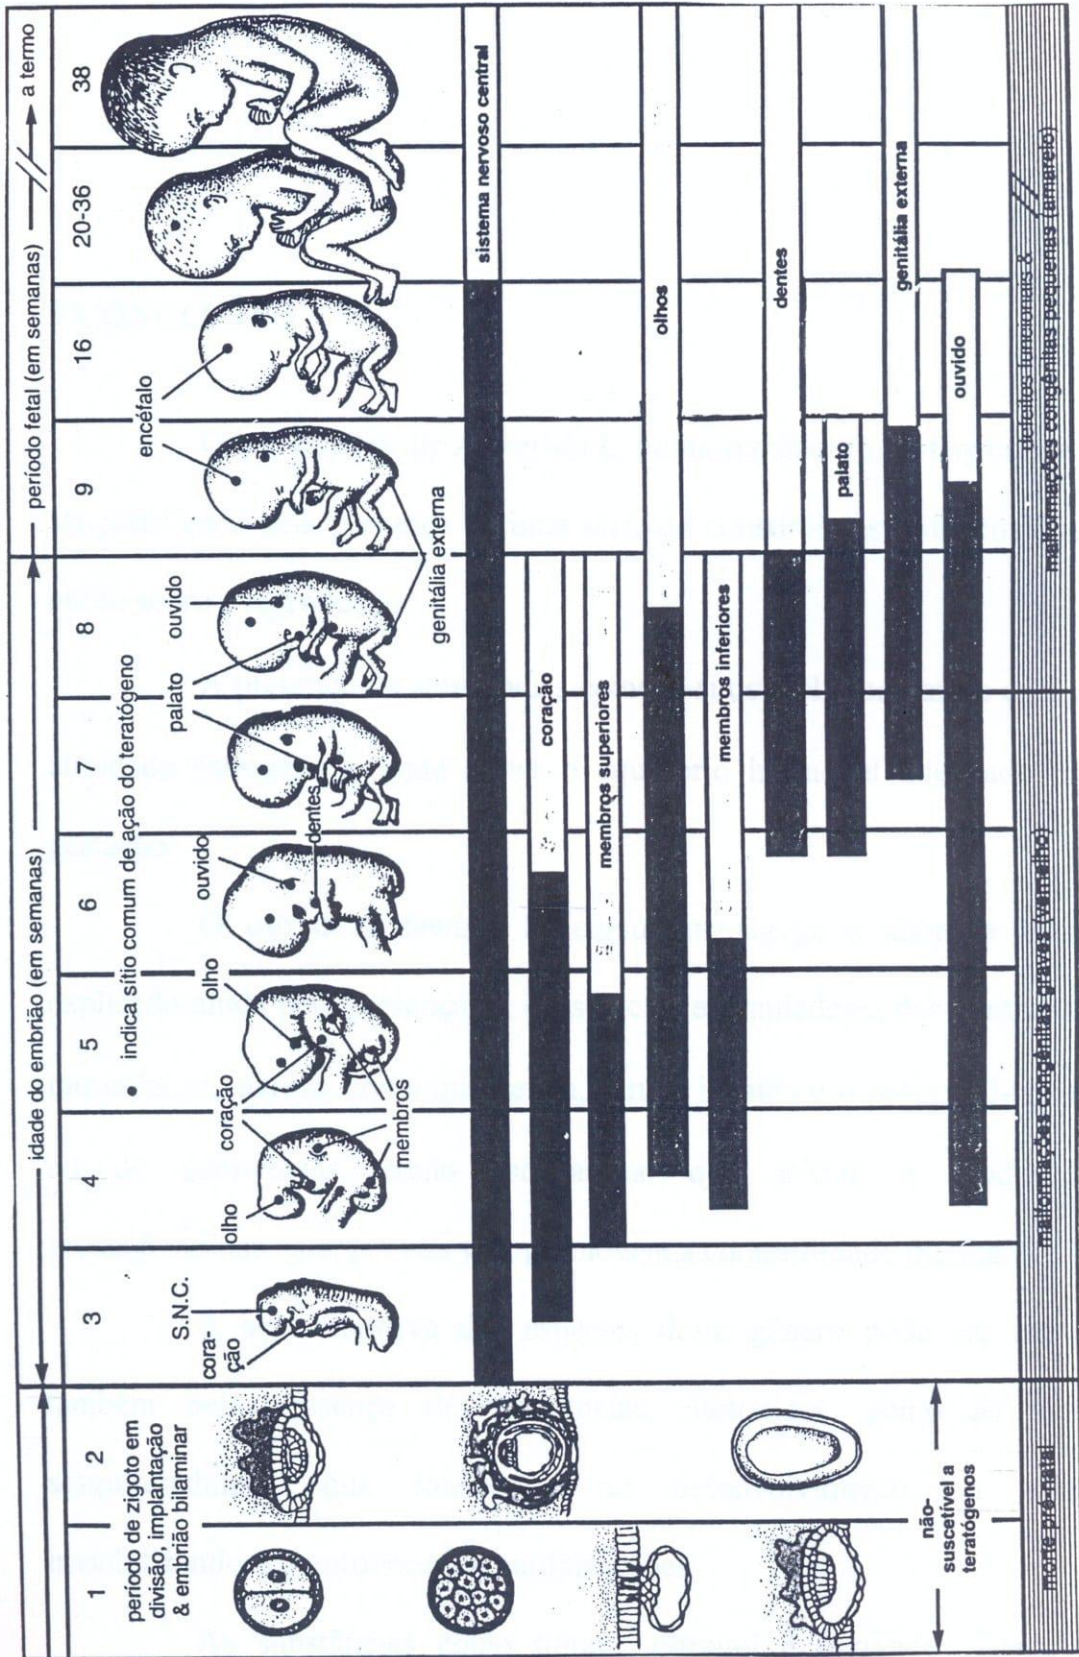 idade do embrião (em semanas)
período fetal (em semanas)
a termo
1
2
3
4
5
6
7
8
9
16
20-36
38
período de zigoto em
divisão, implantação
& embrião bilaminar
• indica sítio comum de ação do teratógeno
S.N.C.
cora-
ção
olho
coração
membros
olho
ouvido
dentes
palato
ouvido
genitália externa
encéfalo
sistema nervoso central
coração
membros superiores
olhos
membros inferiores
dentes
palato
genitália externa
ouvido
não-
suscetível a
teratógenos
morte pré-natal
malformações congênitas graves (vermelho)
defeitos funcionais &
malformações congênitas pequenas (amarelo)